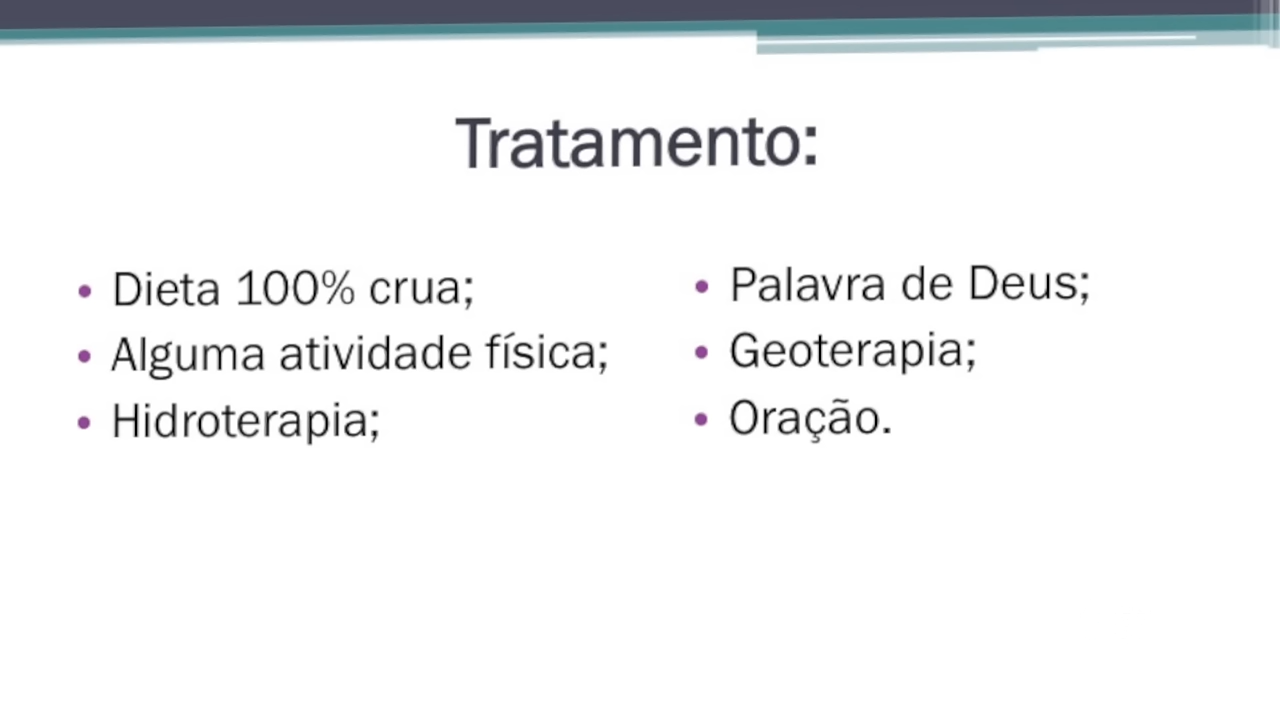 Tratamento:
• Dieta 100% crua;
• Alguma atividade física;
• Hidroterapia;
• Palavra de Deus;
• Geoterapia;
• Oração.